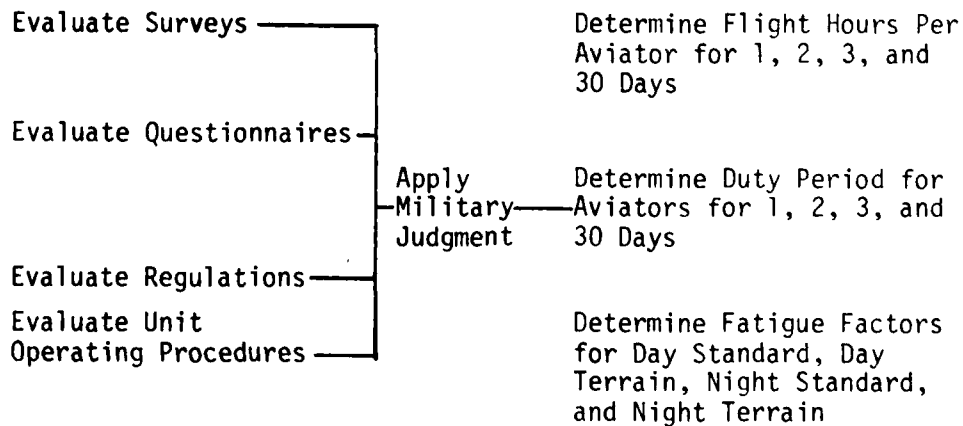 Evaluate Surveys
Evaluate Questionnaires
Evaluate Regulations
Evaluate Unit
Operating Procedures
Apply
Military
Judgment
Determine Flight Hours Per
Aviator for 1, 2, 3, and
30 Days
Determine Duty Period for
Aviators for 1, 2, 3, and
30 Days
Determine Fatigue Factors
for Day Standard, Day
Terrain, Night Standard,
and Night Terrain